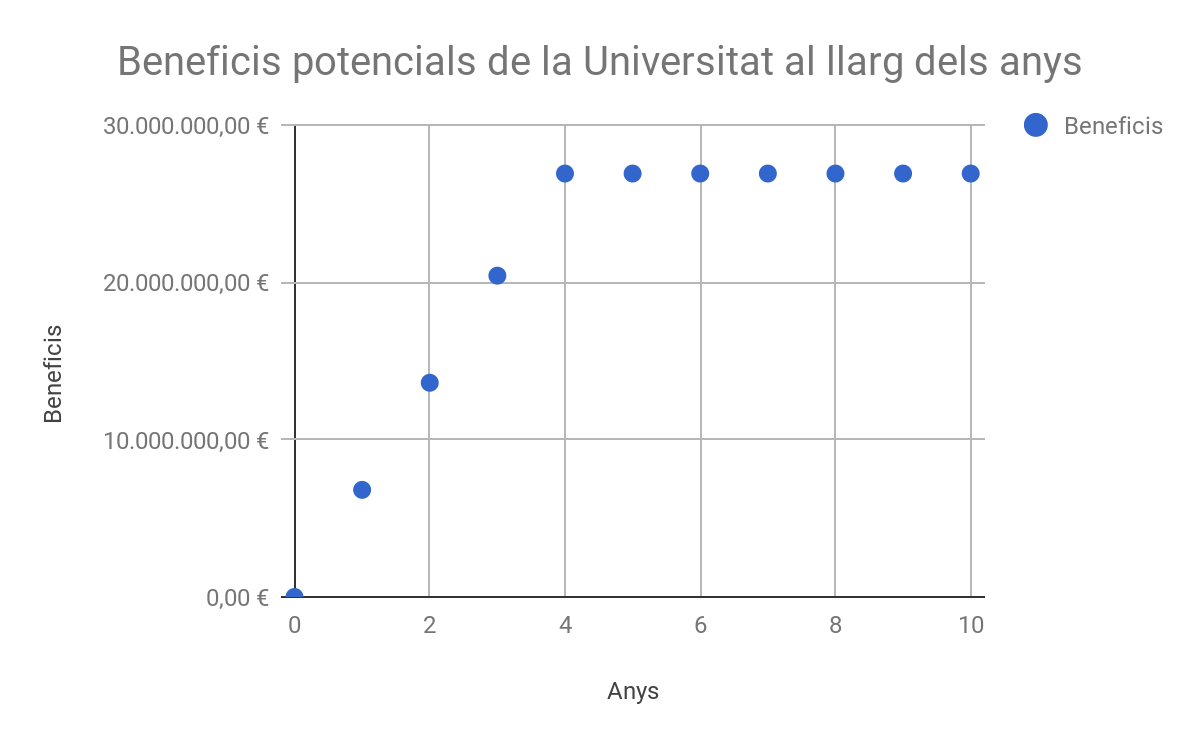 Beneficis potencials de la Universitat al llarg dels anys
30.000.000,00 €
Beneficis
20.000.000,00 €
Beneficis
10.000.000,00 €
0,00 €
0 2 4 6 8 10
Anys